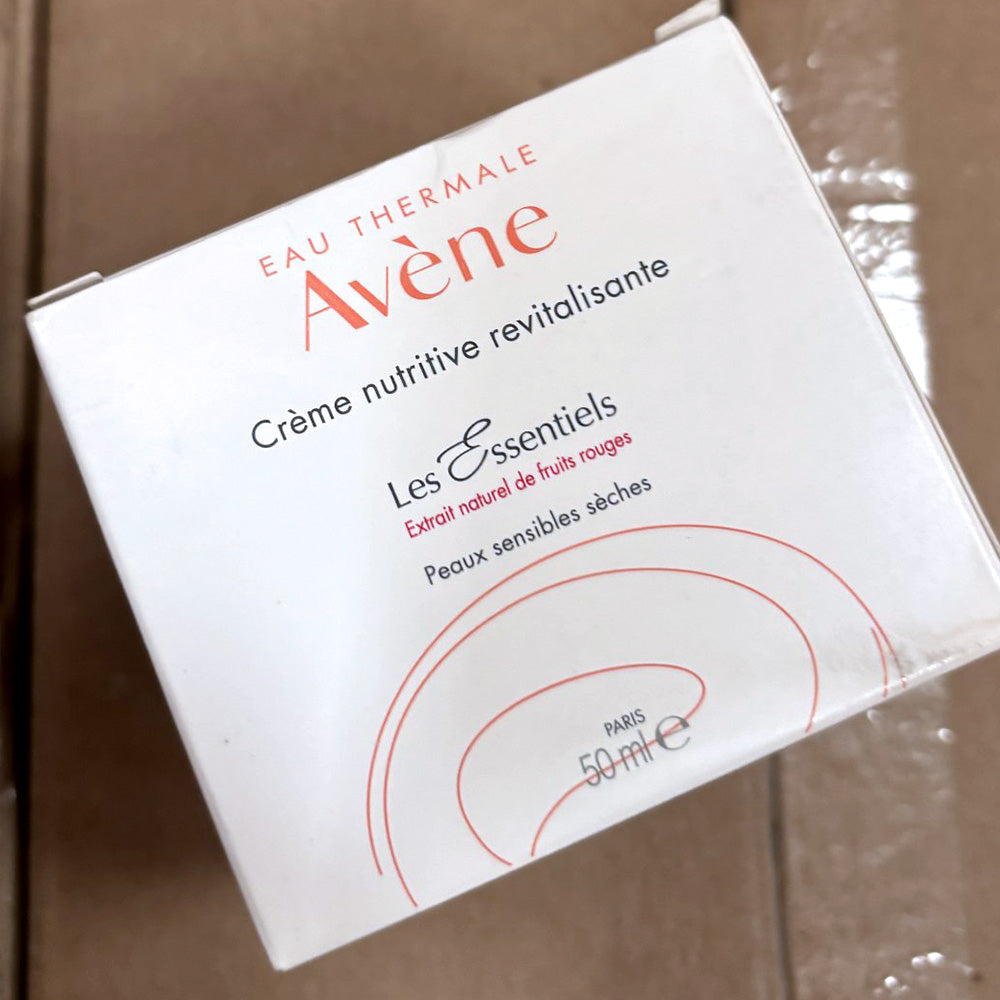 EAU THERMALE
Avène
Crème nutritive revitalisante
Les Essentiels
Extrait naturel de fruits rouges
Peaux sensibles sèches
PARIS
50 ml ℮